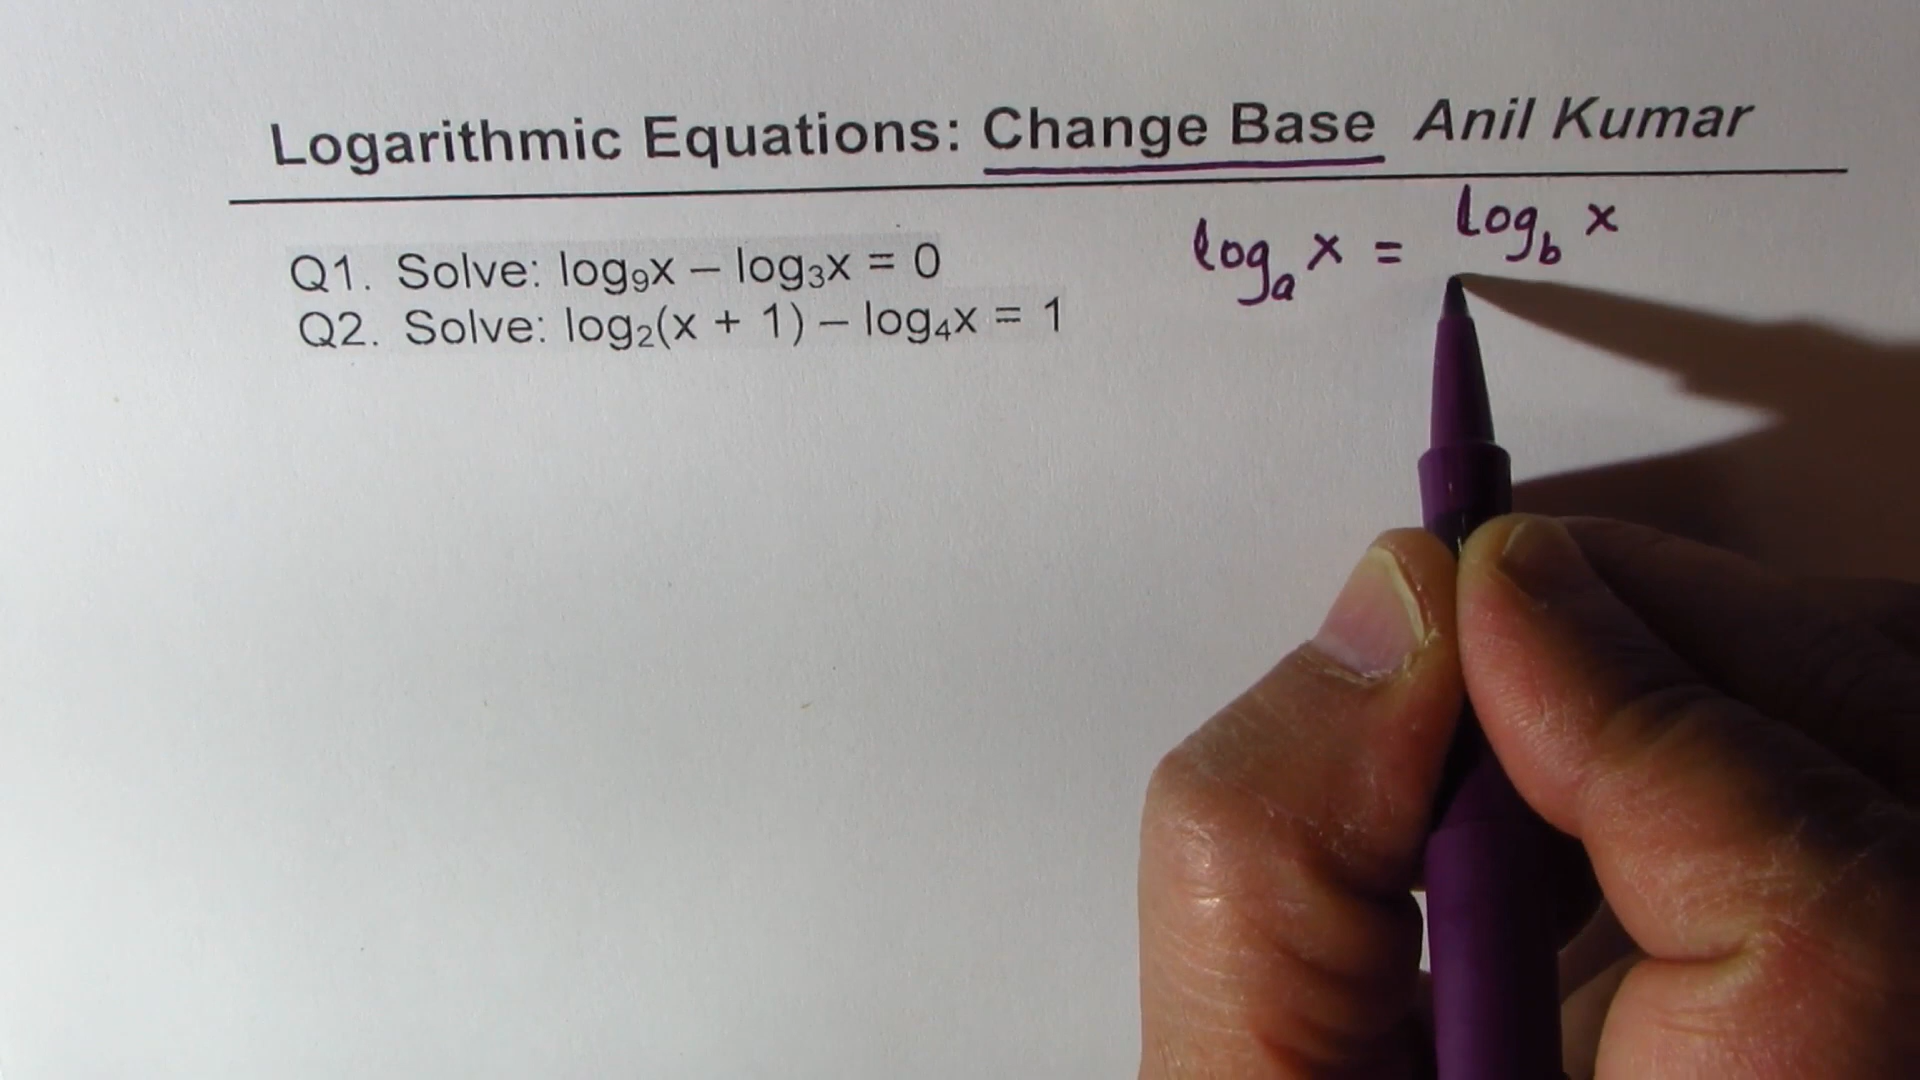 Logarithmic Equations: Change Base Anil Kumar
Q1. Solve: log₉x – log₃x = 0
Q2. Solve: log₂(x + 1) – log₄x = 1
logₐ x = log_b x